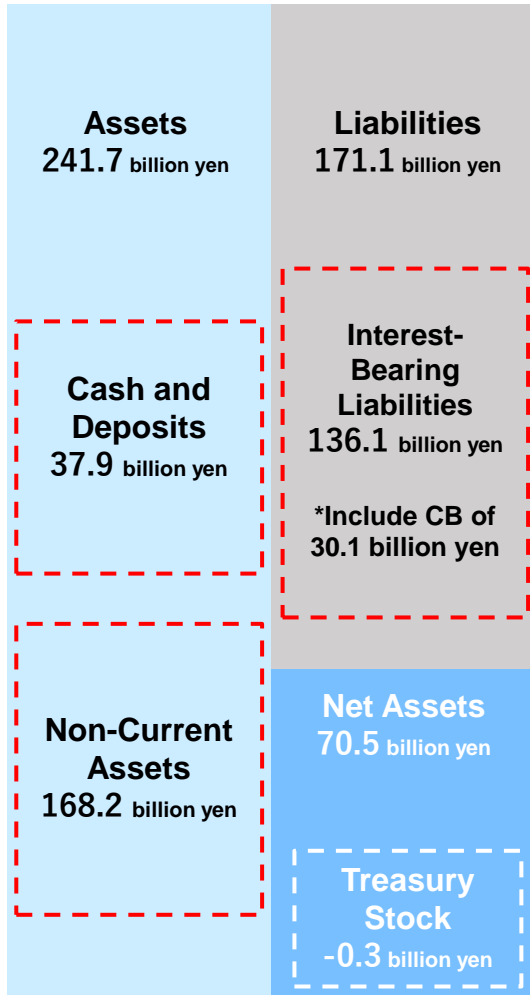 Assets
241.7 billion yen
Cash and
Deposits
37.9 billion yen
Non-Current
Assets
168.2 billion yen
Liabilities
171.1 billion yen
Interest-
Bearing
Liabilities
136.1 billion yen
*Include CB of
30.1 billion yen
Net Assets
70.5 billion yen
Treasury
Stock
-0.3 billion yen